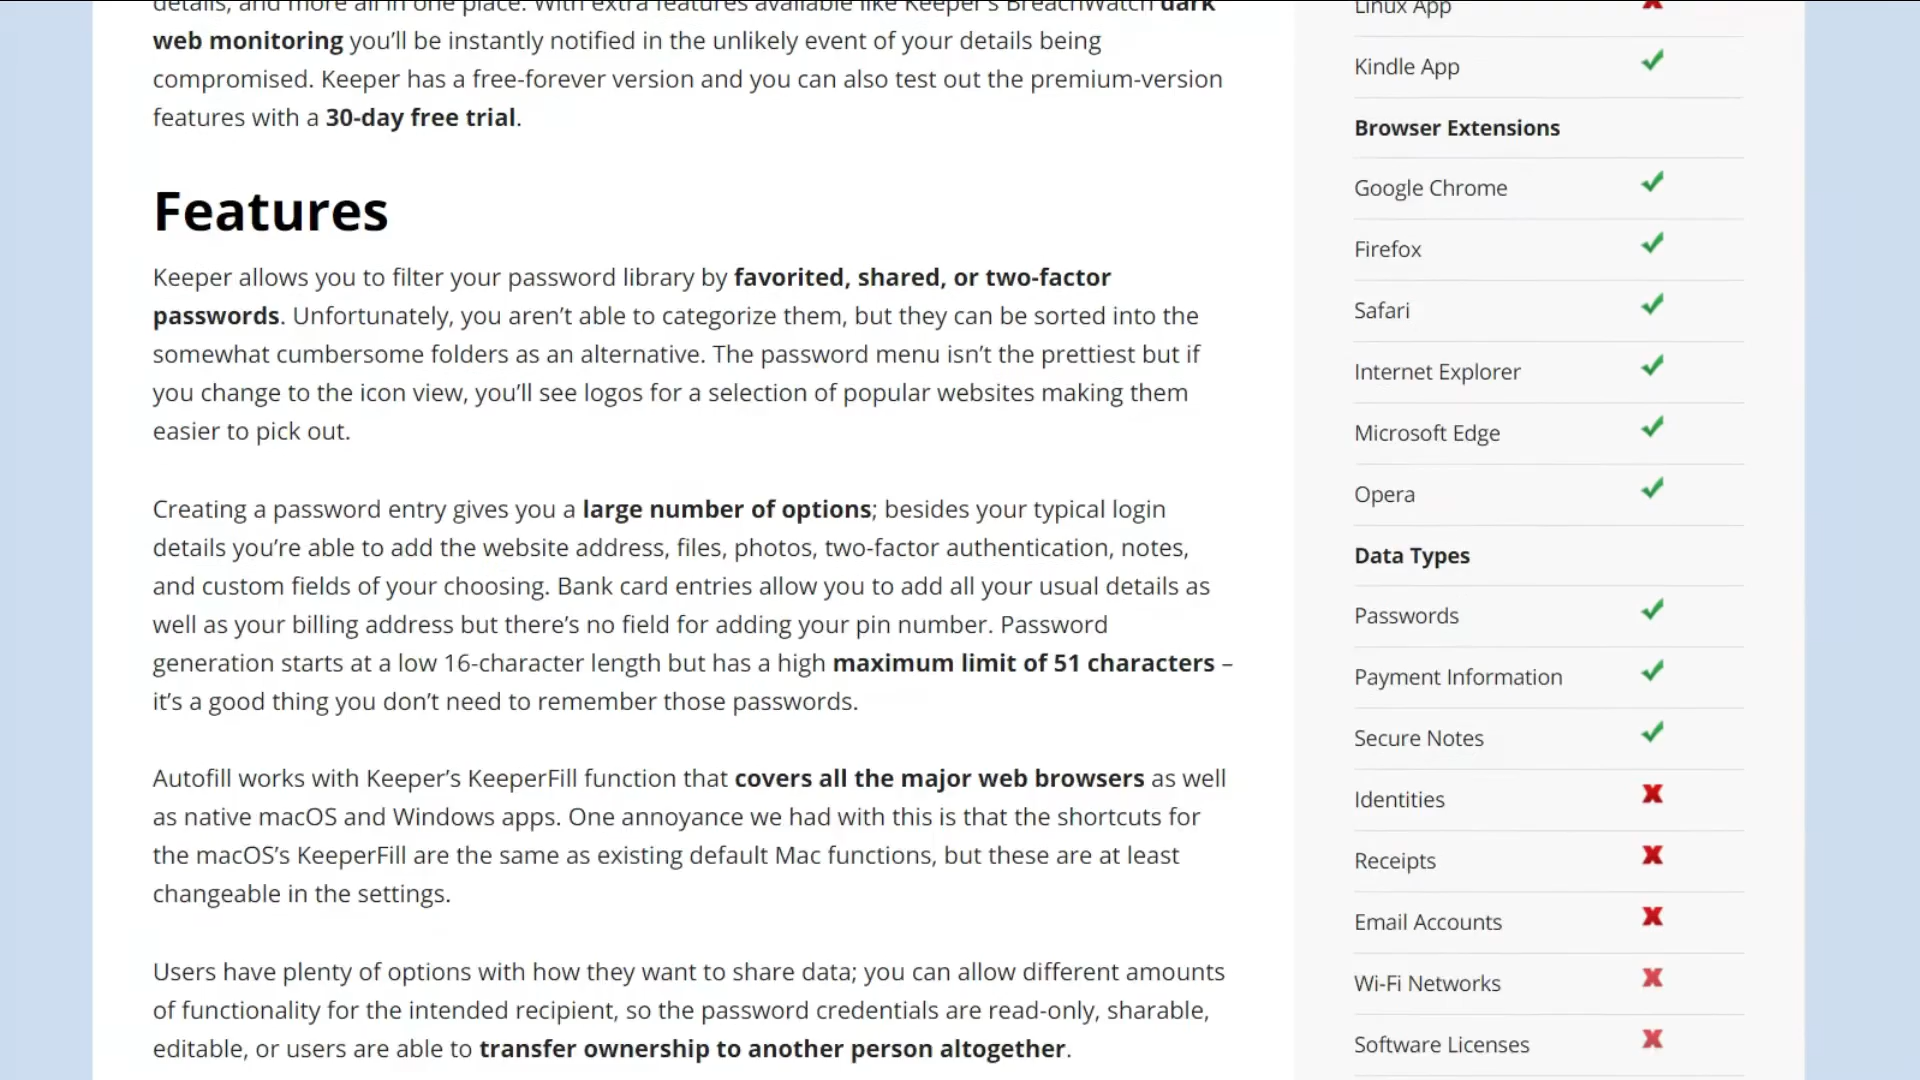 details, and more all in one place. With extra features available like Keeper's BreachWatch dark
web monitoring you’ll be instantly notified in the unlikely event of your details being
compromised. Keeper has a free-forever version and you can also test out the premium-version
features with a 30-day free trial.
Features
Keeper allows you to filter your password library by favorited, shared, or two-factor
passwords. Unfortunately, you aren’t able to categorize them, but they can be sorted into the
somewhat cumbersome folders as an alternative. The password menu isn’t the prettiest but if
you change to the icon view, you’ll see logos for a selection of popular websites making them
easier to pick out.
Creating a password entry gives you a large number of options; besides your typical login
details you’re able to add the website address, files, photos, two-factor authentication, notes,
and custom fields of your choosing. Bank card entries allow you to add all your usual details as
well as your billing address but there’s no field for adding your pin number. Password
generation starts at a low 16-character length but has a high maximum limit of 51 characters –
it’s a good thing you don’t need to remember those passwords.
Autofill works with Keeper’s KeeperFill function that covers all the major web browsers as well
as native macOS and Windows apps. One annoyance we had with this is that the shortcuts for
the macOS’s KeeperFill are the same as existing default Mac functions, but these are at least
changeable in the settings.
Users have plenty of options with how they want to share data; you can allow different amounts
of functionality for the intended recipient, so the password credentials are read-only, sharable,
editable, or users are able to transfer ownership to another person altogether.
Linux App
Kindle App
Browser Extensions
Google Chrome
Firefox
Safari
Internet Explorer
Microsoft Edge
Opera
Data Types
Passwords
Payment Information
Secure Notes
Identities
Receipts
Email Accounts
Wi-Fi Networks
Software Licenses